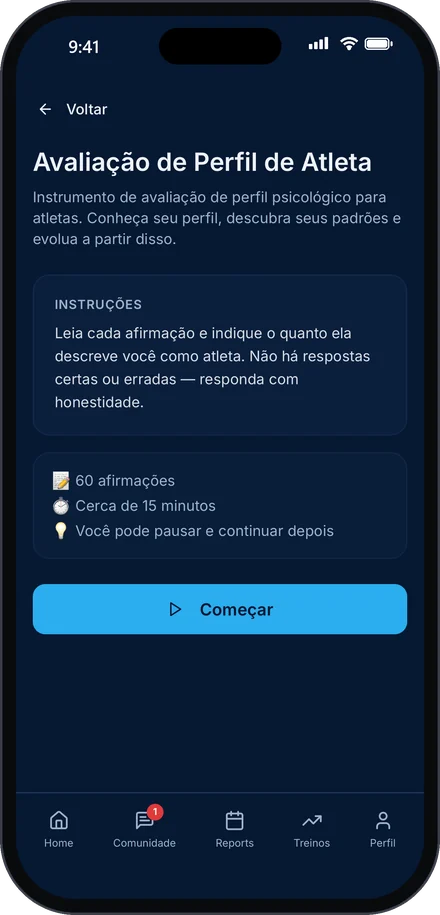 9:41
Voltar
Avaliação de Perfil de Atleta
Instrumento de avaliação de perfil psicológico para
atletas. Conheça seu perfil, descubra seus padrões e
evolua a partir disso.
INSTRUÇÕES
Leia cada afirmação e indique o quanto ela
descreve você como atleta. Não há respostas
certas ou erradas — responda com
honestidade.
60 afirmações
Cerca de 15 minutos
Você pode pausar e continuar depois
Começar
1
Home
Comunidade
Reports
Treinos
Perfil